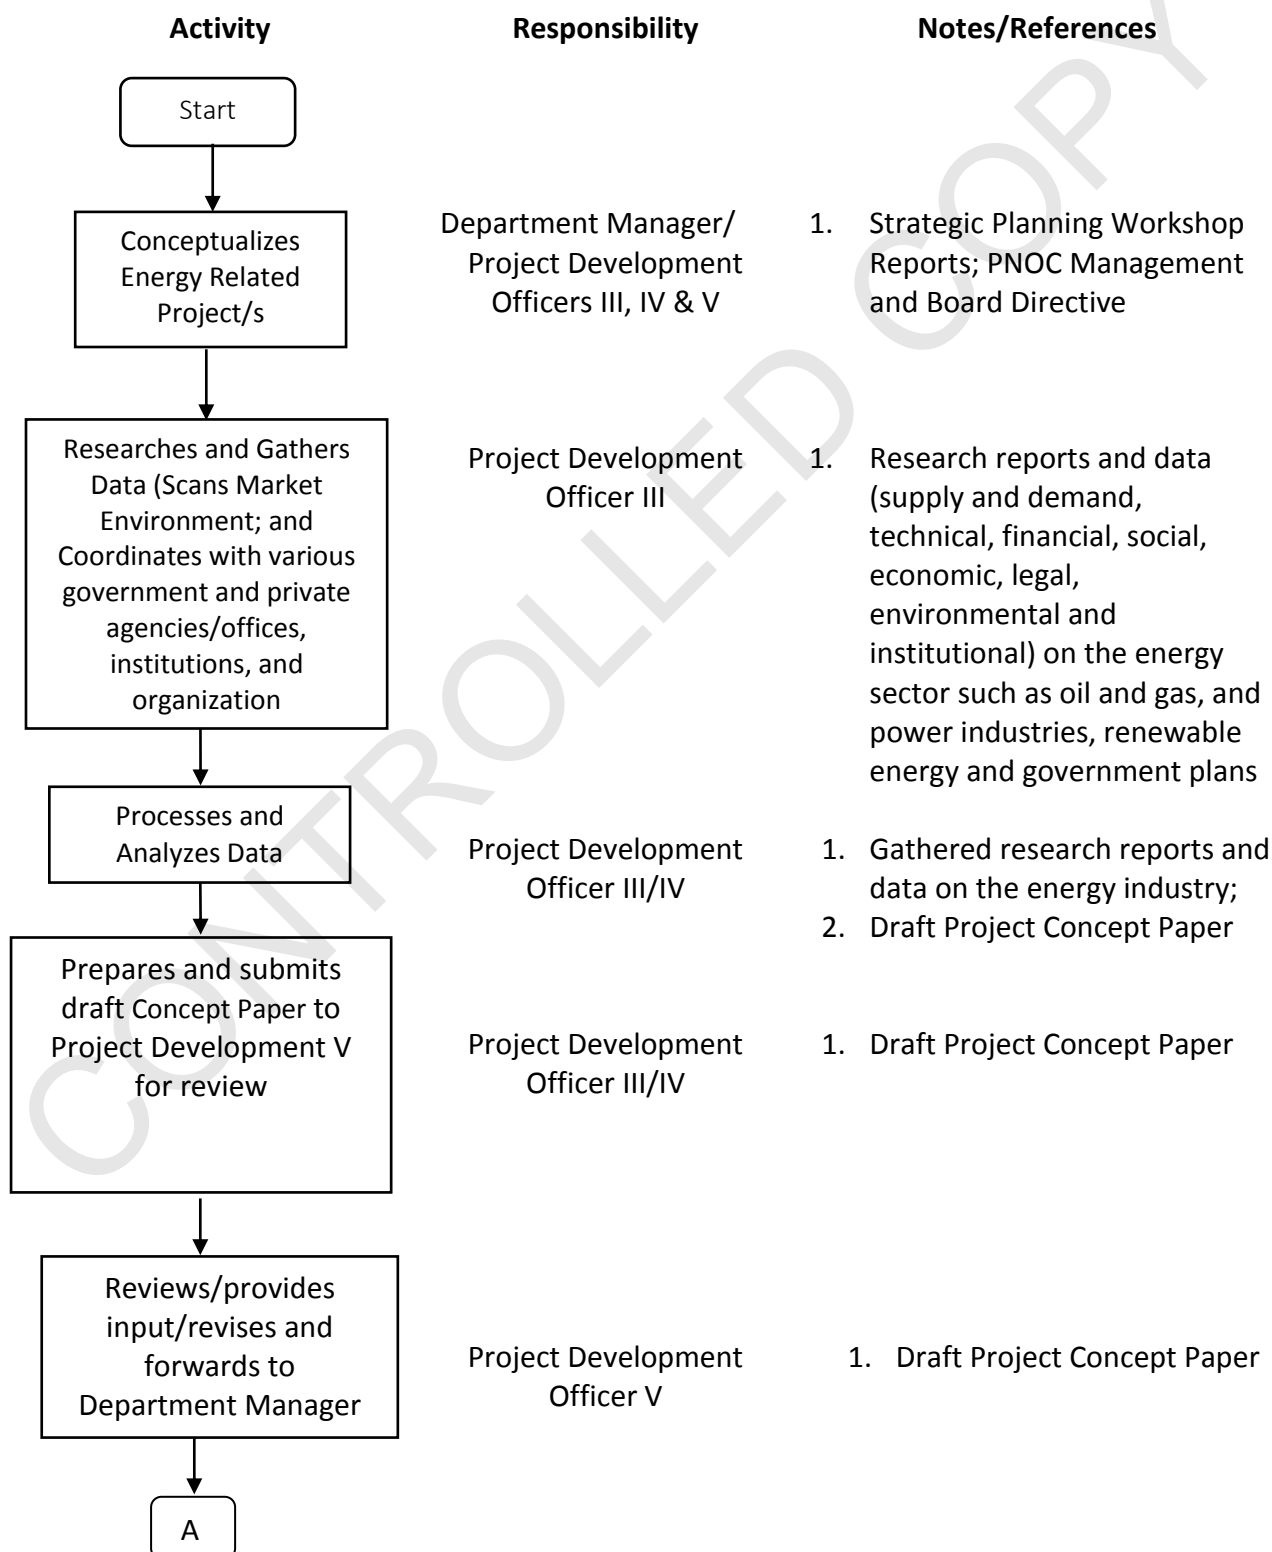 Activity Responsibility Notes/References
Start
Conceptualizes
Energy Related
Project/s
Department Manager/
Project Development
Officers III, IV & V
1. Strategic Planning Workshop
Reports; PNOC Management
and Board Directive
Researches and Gathers
Data (Scans Market
Environment; and
Coordinates with various
government and private
agencies/offices,
institutions, and
organization
Project Development
Officer III
1. Research reports and data
(supply and demand,
technical, financial, social,
economic, legal,
environmental and
institutional) on the energy
sector such as oil and gas, and
power industries, renewable
energy and government plans
Processes and
Analyzes Data
Project Development
Officer III/IV
1. Gathered research reports and
data on the energy industry;
2. Draft Project Concept Paper
Prepares and submits
draft Concept Paper to
Project Development V
for review
Project Development
Officer III/IV
1. Draft Project Concept Paper
Reviews/provides
input/revises and
forwards to
Department Manager
Project Development
Officer V
1. Draft Project Concept Paper
A
CONTROLLED COPY